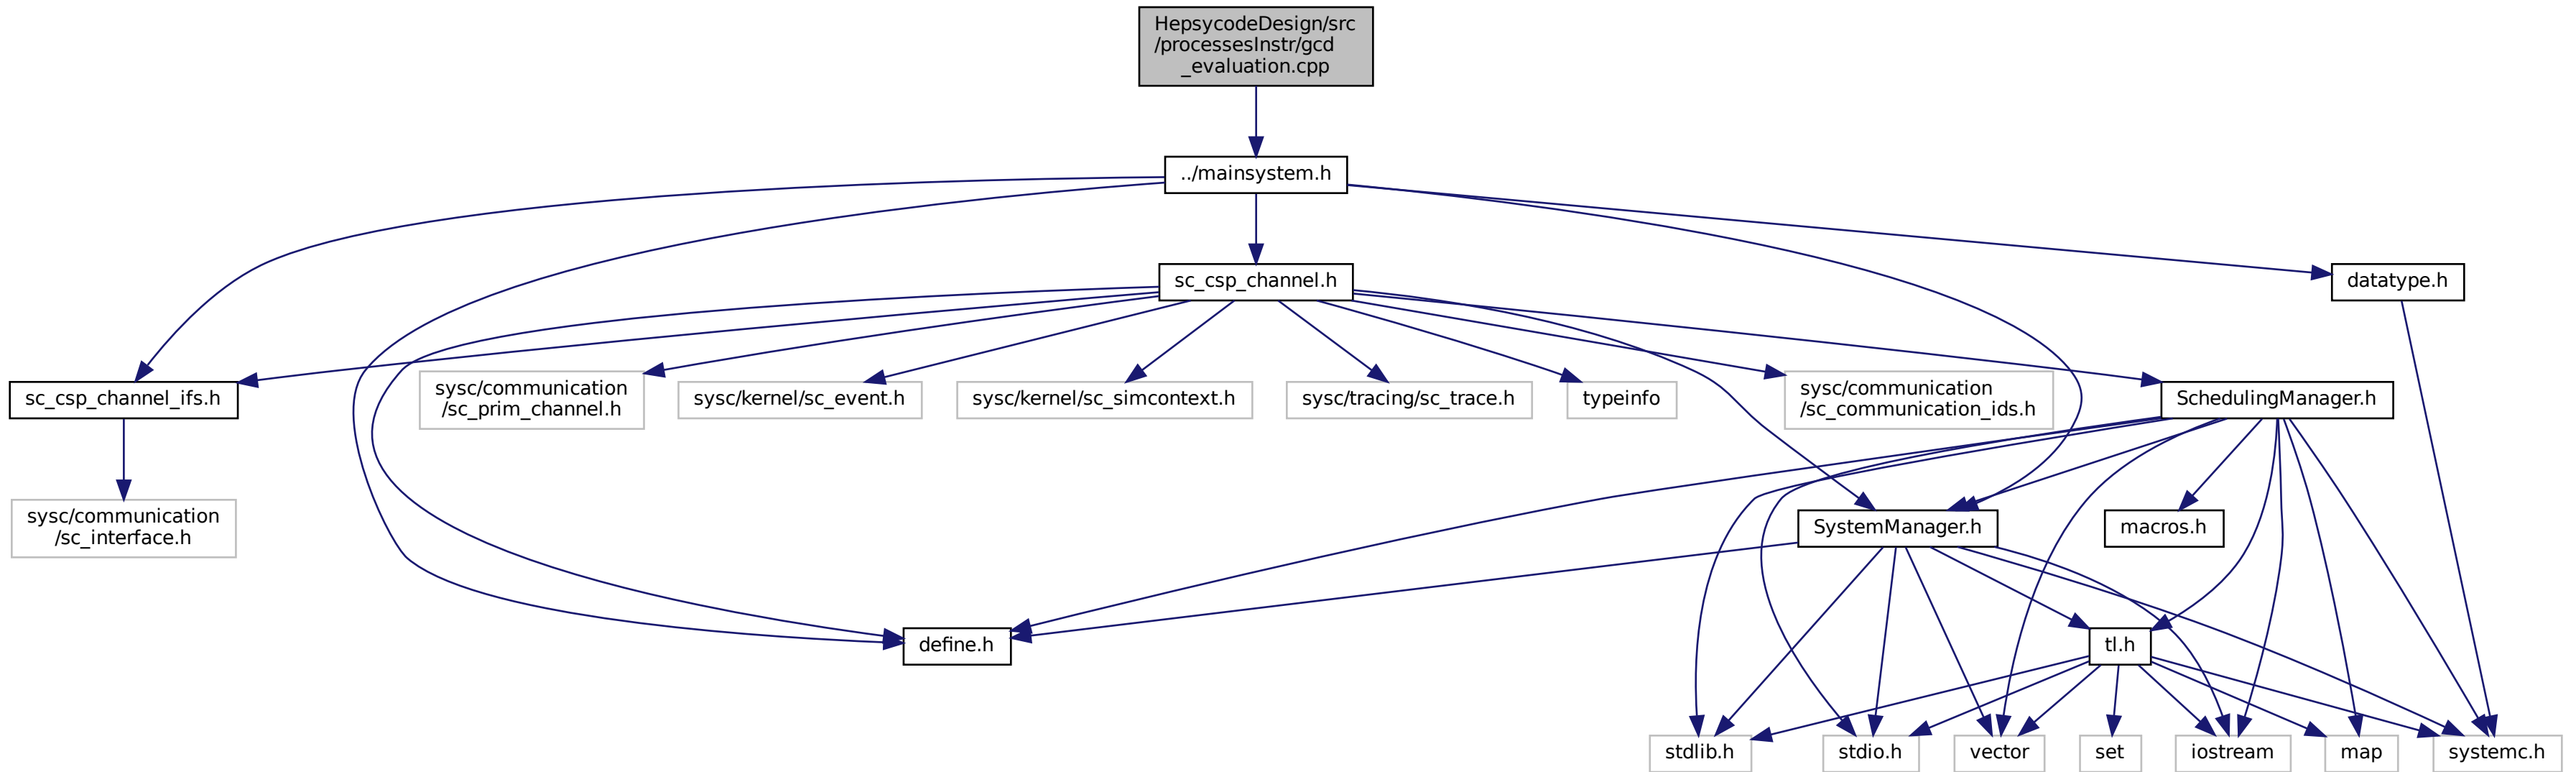 HepsycodeDesign/src
/processesInstr/gcd
_evaluation.cpp
../mainsystem.h
sc_csp_channel.h
datatype.h
sc_csp_channel_ifs.h
sysc/communication
/sc_prim_channel.h
sysc/kernel/sc_event.h
sysc/kernel/sc_simcontext.h
sysc/tracing/sc_trace.h
typeinfo
sysc/communication
/sc_communication_ids.h
SchedulingManager.h
sysc/communication
/sc_interface.h
SystemManager.h
macros.h
define.h
tl.h
stdlib.h
stdio.h
vector
set
iostream
map
systemc.h